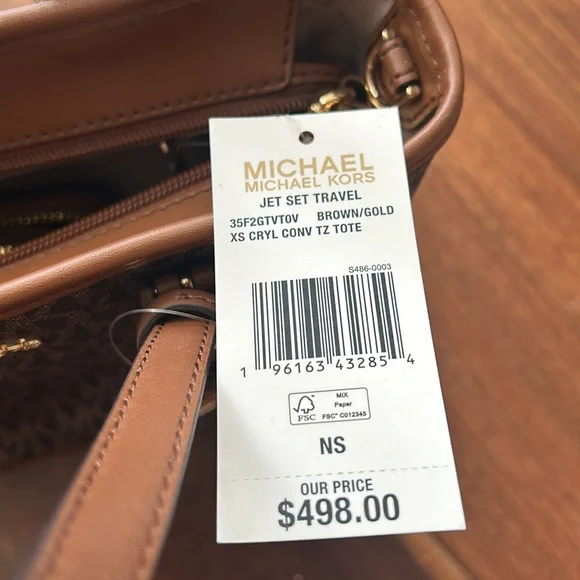 MICHAEL
MICHAEL KORS
JET SET TRAVEL
35F2GTVT0V BROWN/GOLD
XS CRYL CONV TZ TOTE
S486-0003
1 96163 43285 4
FSC
MIX
Paper
FSC® C012345
NS
OUR PRICE
$498.00